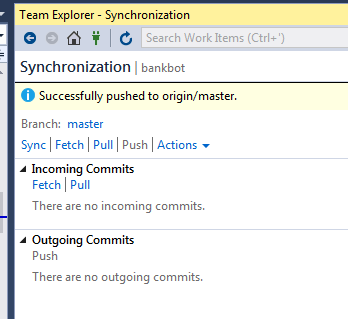 Team Explorer - Synchronization
Search Work Items (Ctrl+')
Synchronization | bankbot
Successfully pushed to origin/master.
Branch: master
Sync | Fetch | Pull | Push | Actions
Incoming Commits
Fetch | Pull
There are no incoming commits.
Outgoing Commits
Push
There are no outgoing commits.